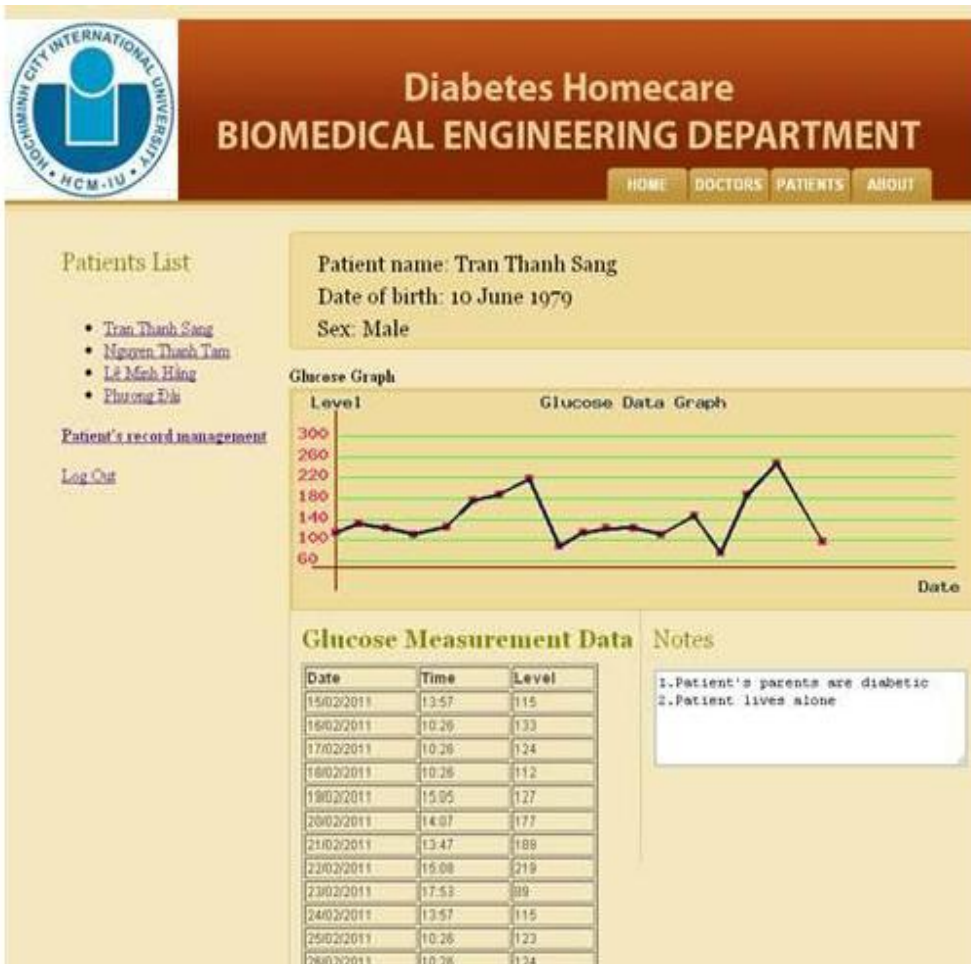 HOCHIMINH CITY INTERNATIONAL UNIVERSITY
HCM-IU
Diabetes Homecare
BIOMEDICAL ENGINEERING DEPARTMENT
HOME DOCTORS PATIENTS ABOUT
Patients List
Tran Thanh Sang
Nguyen Thanh Tam
Lê Minh Hằng
Phương Đài
Patient's record management
Log Out
Patient name: Tran Thanh Sang
Date of birth: 10 June 1979
Sex: Male
Glucose Graph
Level Glucose Data Graph
300
260
220
180
140
100
60
Date
Glucose Measurement Data
Date Time Level
15/02/2011 13:57 115
16/02/2011 10:26 133
17/02/2011 10:26 124
18/02/2011 10:26 112
19/02/2011 15:05 127
20/02/2011 14:07 177
21/02/2011 13:47 188
22/02/2011 15:08 219
23/02/2011 17:53 89
24/02/2011 13:57 115
25/02/2011 10:26 123
26/02/2011 10:26 124
Notes
1.Patient's parents are diabetic
2.Patient lives alone